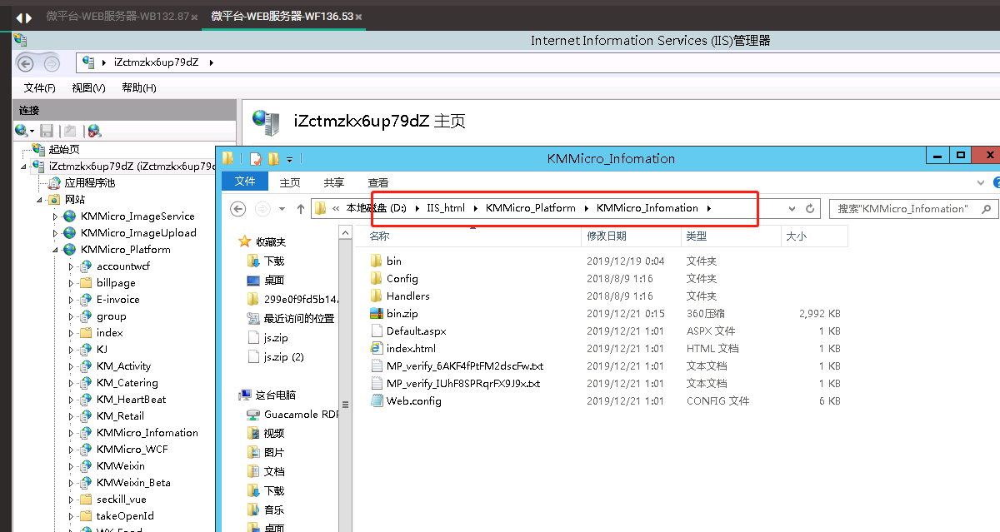 微平台-WEB服务器-WB132.87
微平台-WEB服务器-WF136.53
Internet Information Services (IIS)管理器
iZctmzkx6up79dZ
文件(F) 视图(V) 帮助(H)
连接
起始页
iZctmzkx6up79dZ (iZctmzkx6up79d
应用程序池
网站
KMMicro_ImageService
KMMicro_ImageUpload
KMMicro_Platform
accountwcf
billpage
E-invoice
group
index
KJ
KM_Activity
KM_Catering
KM_HeartBeat
KM_Retail
KMMicro_Infomation
KMMicro_WCF
KMWeixin
KMWeixin_Beta
seckill_vue
takeOpenId
iZctmzkx6up79dZ 主页
KMMicro_Infomation
文件 主页 共享 查看
« 本地磁盘 (D:) IIS_html KMMicro_Platform KMMicro_Infomation
搜索"KMMicro_Infomation"
收藏夹
下载
桌面
299e0f9fd5b14
最近访问的位置
js.zip
js.zip (2)
这台电脑
Guacamole RDP
视频
图片
文档
下载
音乐
桌面
名称 修改日期 类型 大小
bin 2019/12/19 0:04 文件夹
Config 2018/8/9 1:16 文件夹
Handlers 2018/8/9 1:16 文件夹
bin.zip 2019/12/21 0:15 360压缩 2,992 KB
Default.aspx 2019/12/21 1:01 ASPX 文件 1 KB
index.html 2019/12/21 1:01 HTML 文档 1 KB
MP_verify_6AKF4fPtFM2dscFw.txt 2019/12/21 1:01 文本文档 1 KB
MP_verify_IUhF8SPRqrFX9J9x.txt 2019/12/21 1:01 文本文档 1 KB
Web.config 2019/12/21 1:01 CONFIG 文件 6 KB